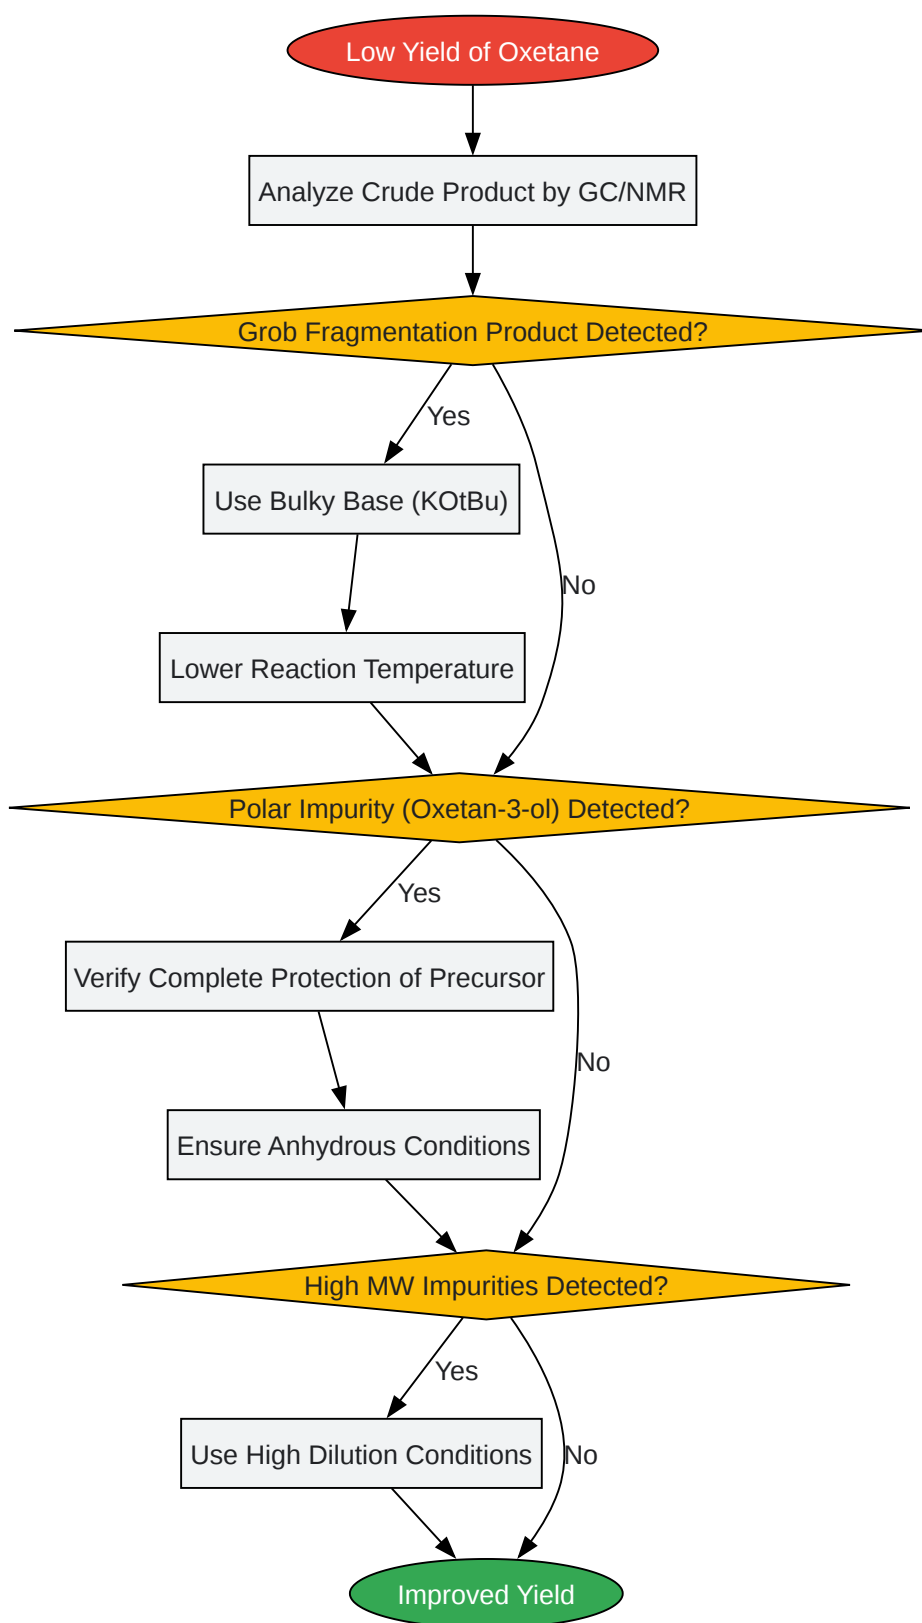 Low Yield of Oxetane
Analyze Crude Product by GC/NMR
Grob Fragmentation Product Detected?
Yes
Use Bulky Base (KOtBu)
No
Lower Reaction Temperature
Polar Impurity (Oxetan-3-ol) Detected?
Yes
Verify Complete Protection of Precursor
No
Ensure Anhydrous Conditions
High MW Impurities Detected?
Yes
Use High Dilution Conditions
No
Improved Yield